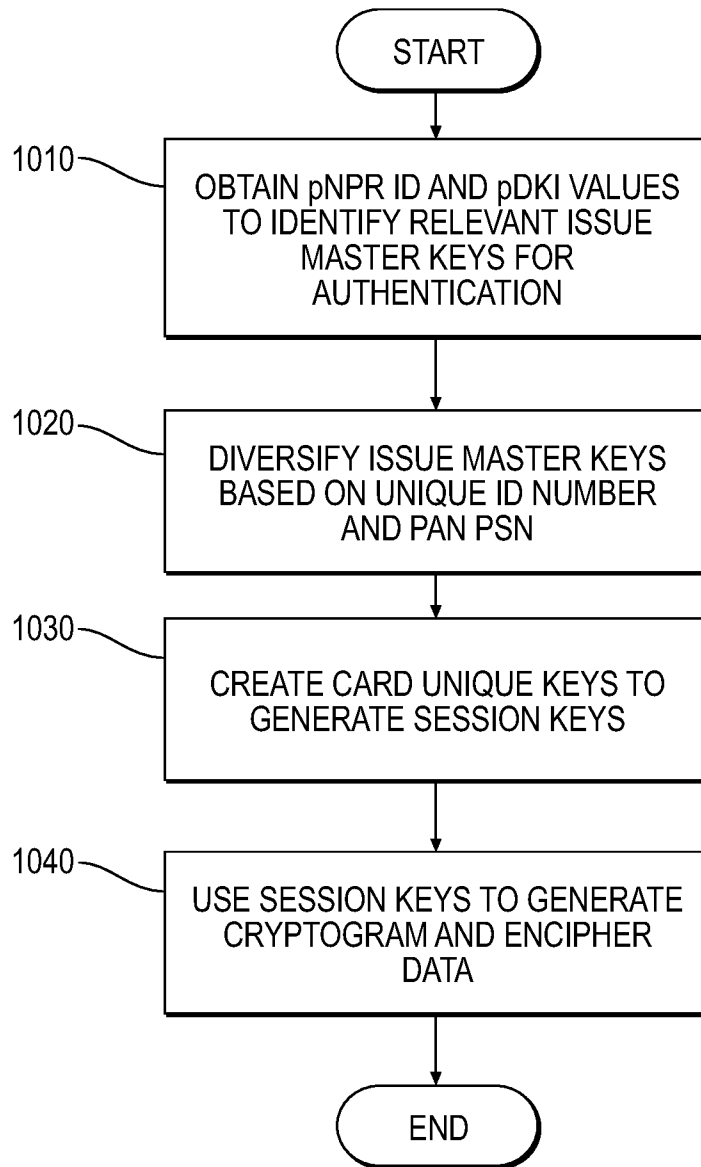 START
1010
OBTAIN pNPR ID AND pDKI VALUES
TO IDENTIFY RELEVANT ISSUE
MASTER KEYS FOR
AUTHENTICATION
1020
DIVERSIFY ISSUE MASTER KEYS
BASED ON UNIQUE ID NUMBER
AND PAN PSN
1030
CREATE CARD UNIQUE KEYS TO
GENERATE SESSION KEYS
1040
USE SESSION KEYS TO GENERATE
CRYPTOGRAM AND ENCIPHER
DATA
END